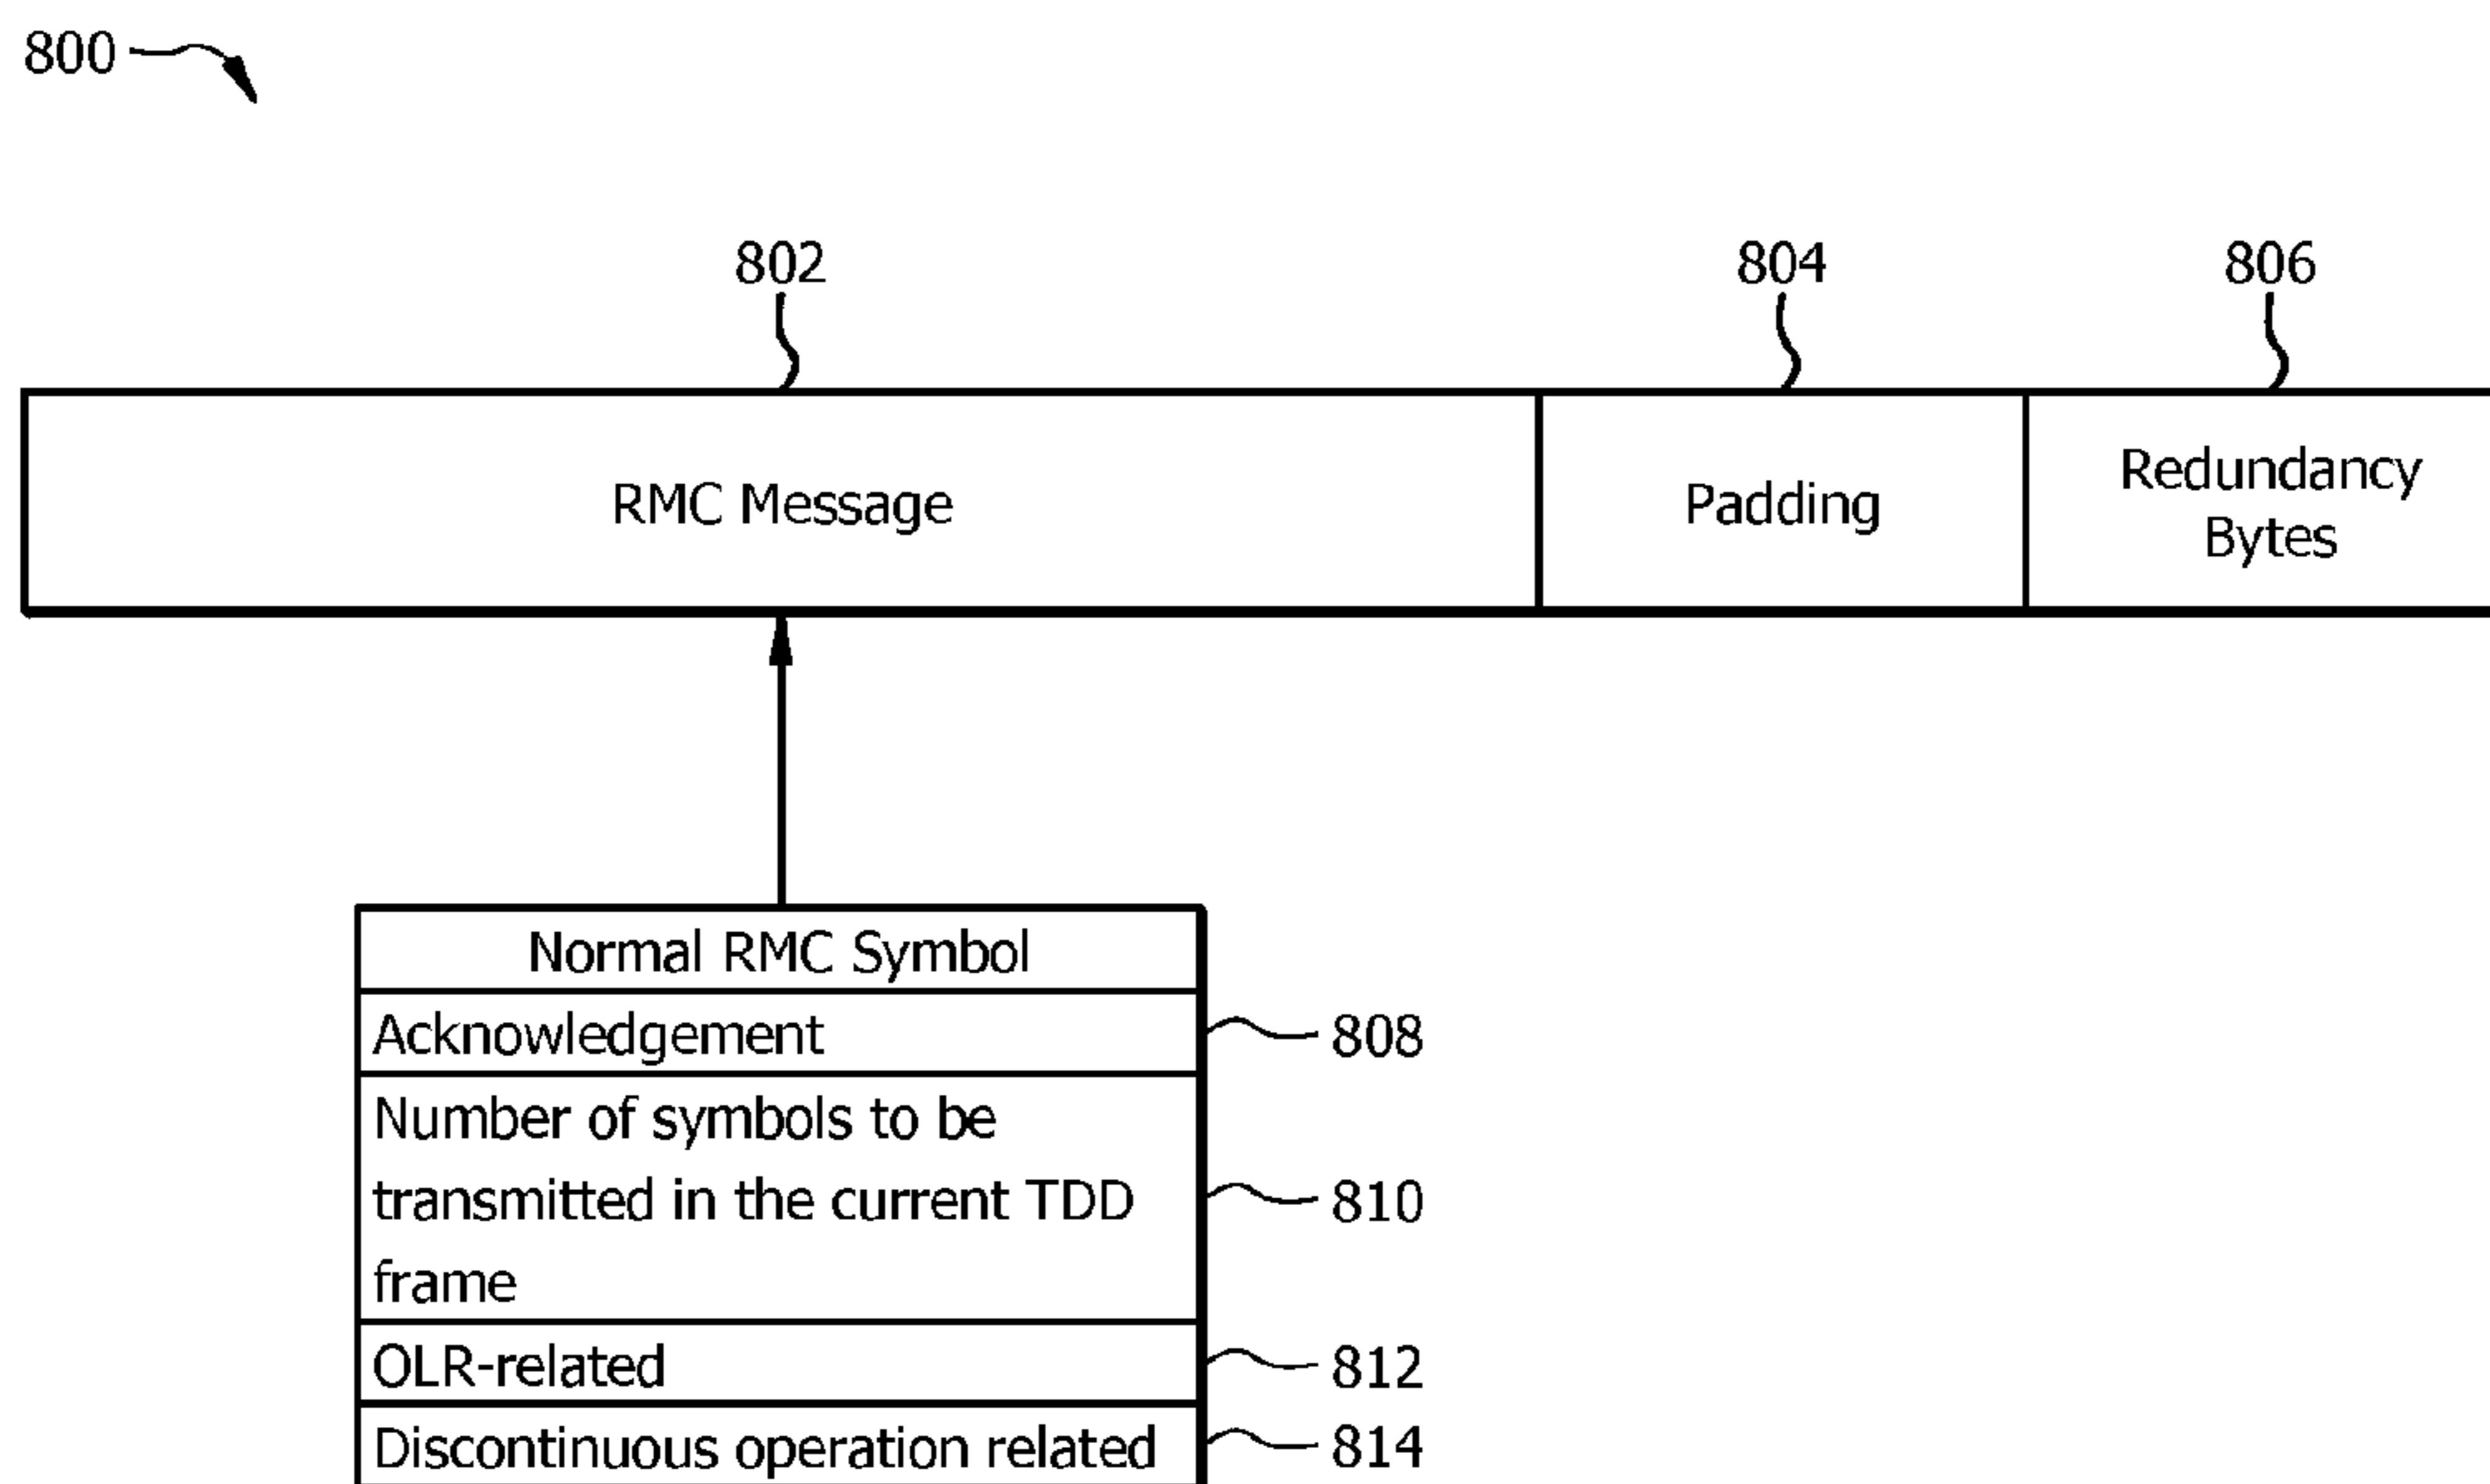 800
802
804
806
RMC Message
Padding
Redundancy
Bytes
Normal RMC Symbol
Acknowledgement
808
Number of symbols to be
transmitted in the current TDD
frame
810
OLR-related
812
Discontinuous operation related
814